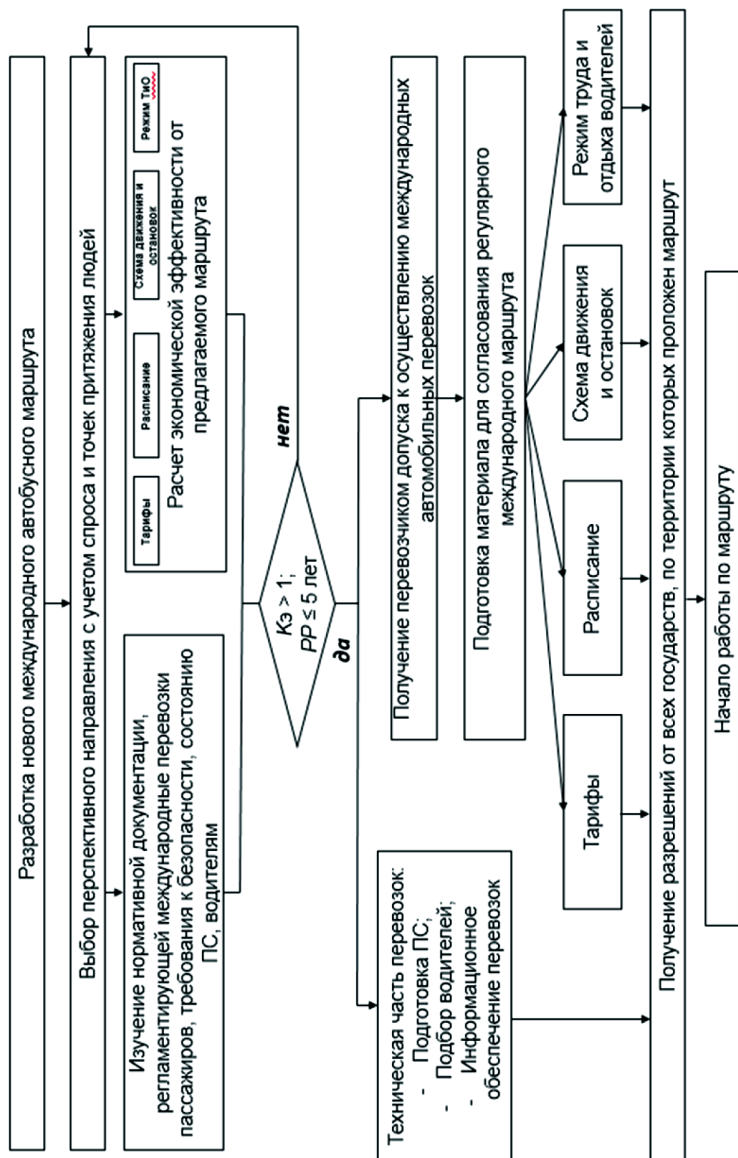 Разработка нового международного автобусного маршрута
Выбор перспективного направления с учетом спроса и точек притяжения людей
Изучение нормативной документации,
регламентирующей международные перевозки
пассажиров, требования к безопасности, состоянию
ПС, водителям
Тарифы
Расписание
Схема движения и
остановок
Режим ТиО
Расчет экономической эффективности от
предлагаемого маршрута
Кэ > 1;
PP ≤ 5 лет
нет
да
Техническая часть перевозок:
- Подготовка ПС;
- Подбор водителей;
- Информационное
обеспечение перевозок
Получение перевозчиком допуска к осуществлению международных
автомобильных перевозок
Подготовка материала для согласования регулярного
международного маршрута
Тарифы
Расписание
Схема движения
и остановок
Режим труда и
отдыха водителей
Получение разрешений от всех государств, по территории которых проложен маршрут
Начало работы по маршруту